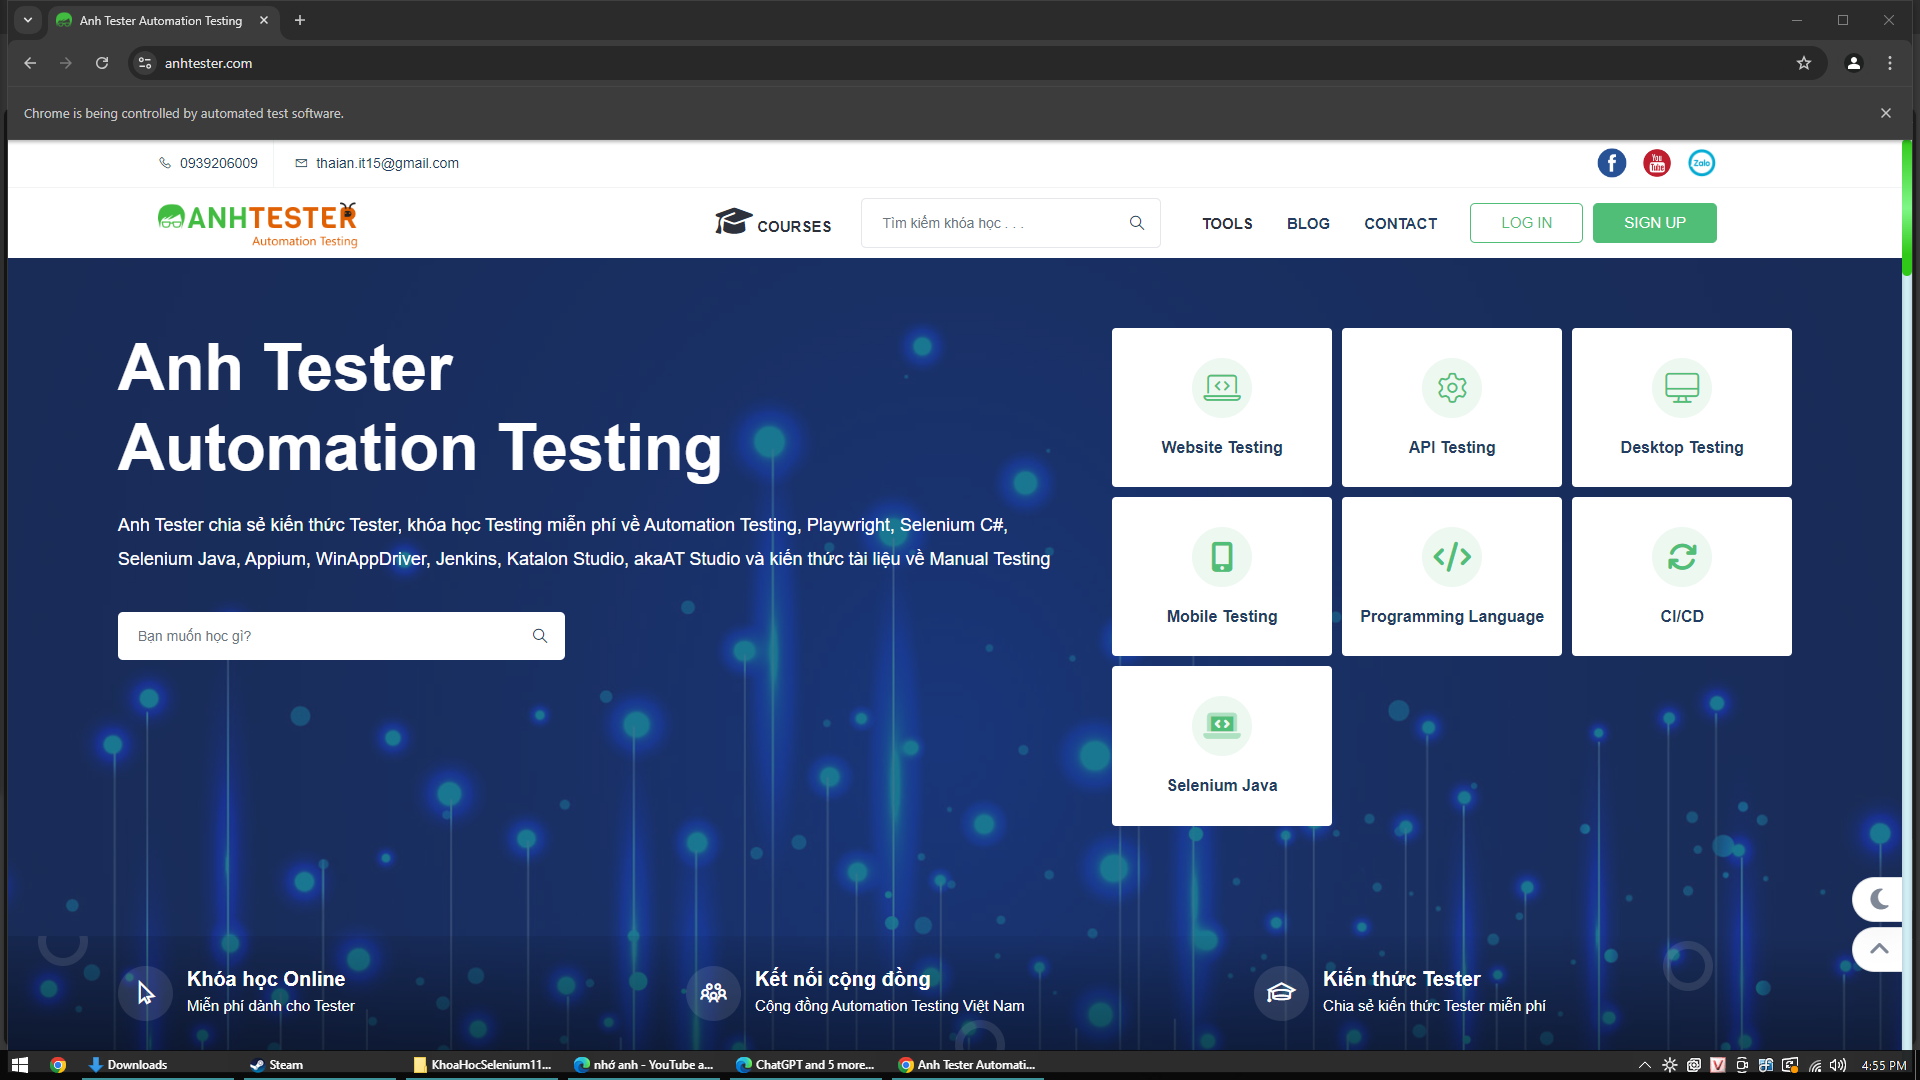 Anh Tester Automation Testing
anhtester.com
Chrome is being controlled by automated test software.
0939206009
thaian.it15@gmail.com
You Tube
Zalo
ANHTESTER
Automation Testing
COURSES
Tìm kiếm khóa học . . .
TOOLS
BLOG
CONTACT
LOG IN
SIGN UP
Anh Tester
Automation Testing
Anh Tester chia sẻ kiến thức Tester, khóa học Testing miễn phí về Automation Testing, Playwright, Selenium C#,
Selenium Java, Appium, WinAppDriver, Jenkins, Katalon Studio, akaAT Studio và kiến thức tài liệu về Manual Testing
Bạn muốn học gì?
Website Testing
API Testing
Desktop Testing
Mobile Testing
Programming Language
CI/CD
Selenium Java
Khóa học Online
Miễn phí dành cho Tester
Kết nối cộng đồng
Cộng đồng Automation Testing Việt Nam
Kiến thức Tester
Chia sẻ kiến thức Tester miễn phí
Downloads
Steam
KhoaHocSelenium11...
nhớ anh - YouTube a...
ChatGPT and 5 more...
Anh Tester Automati...
V
4:55 PM